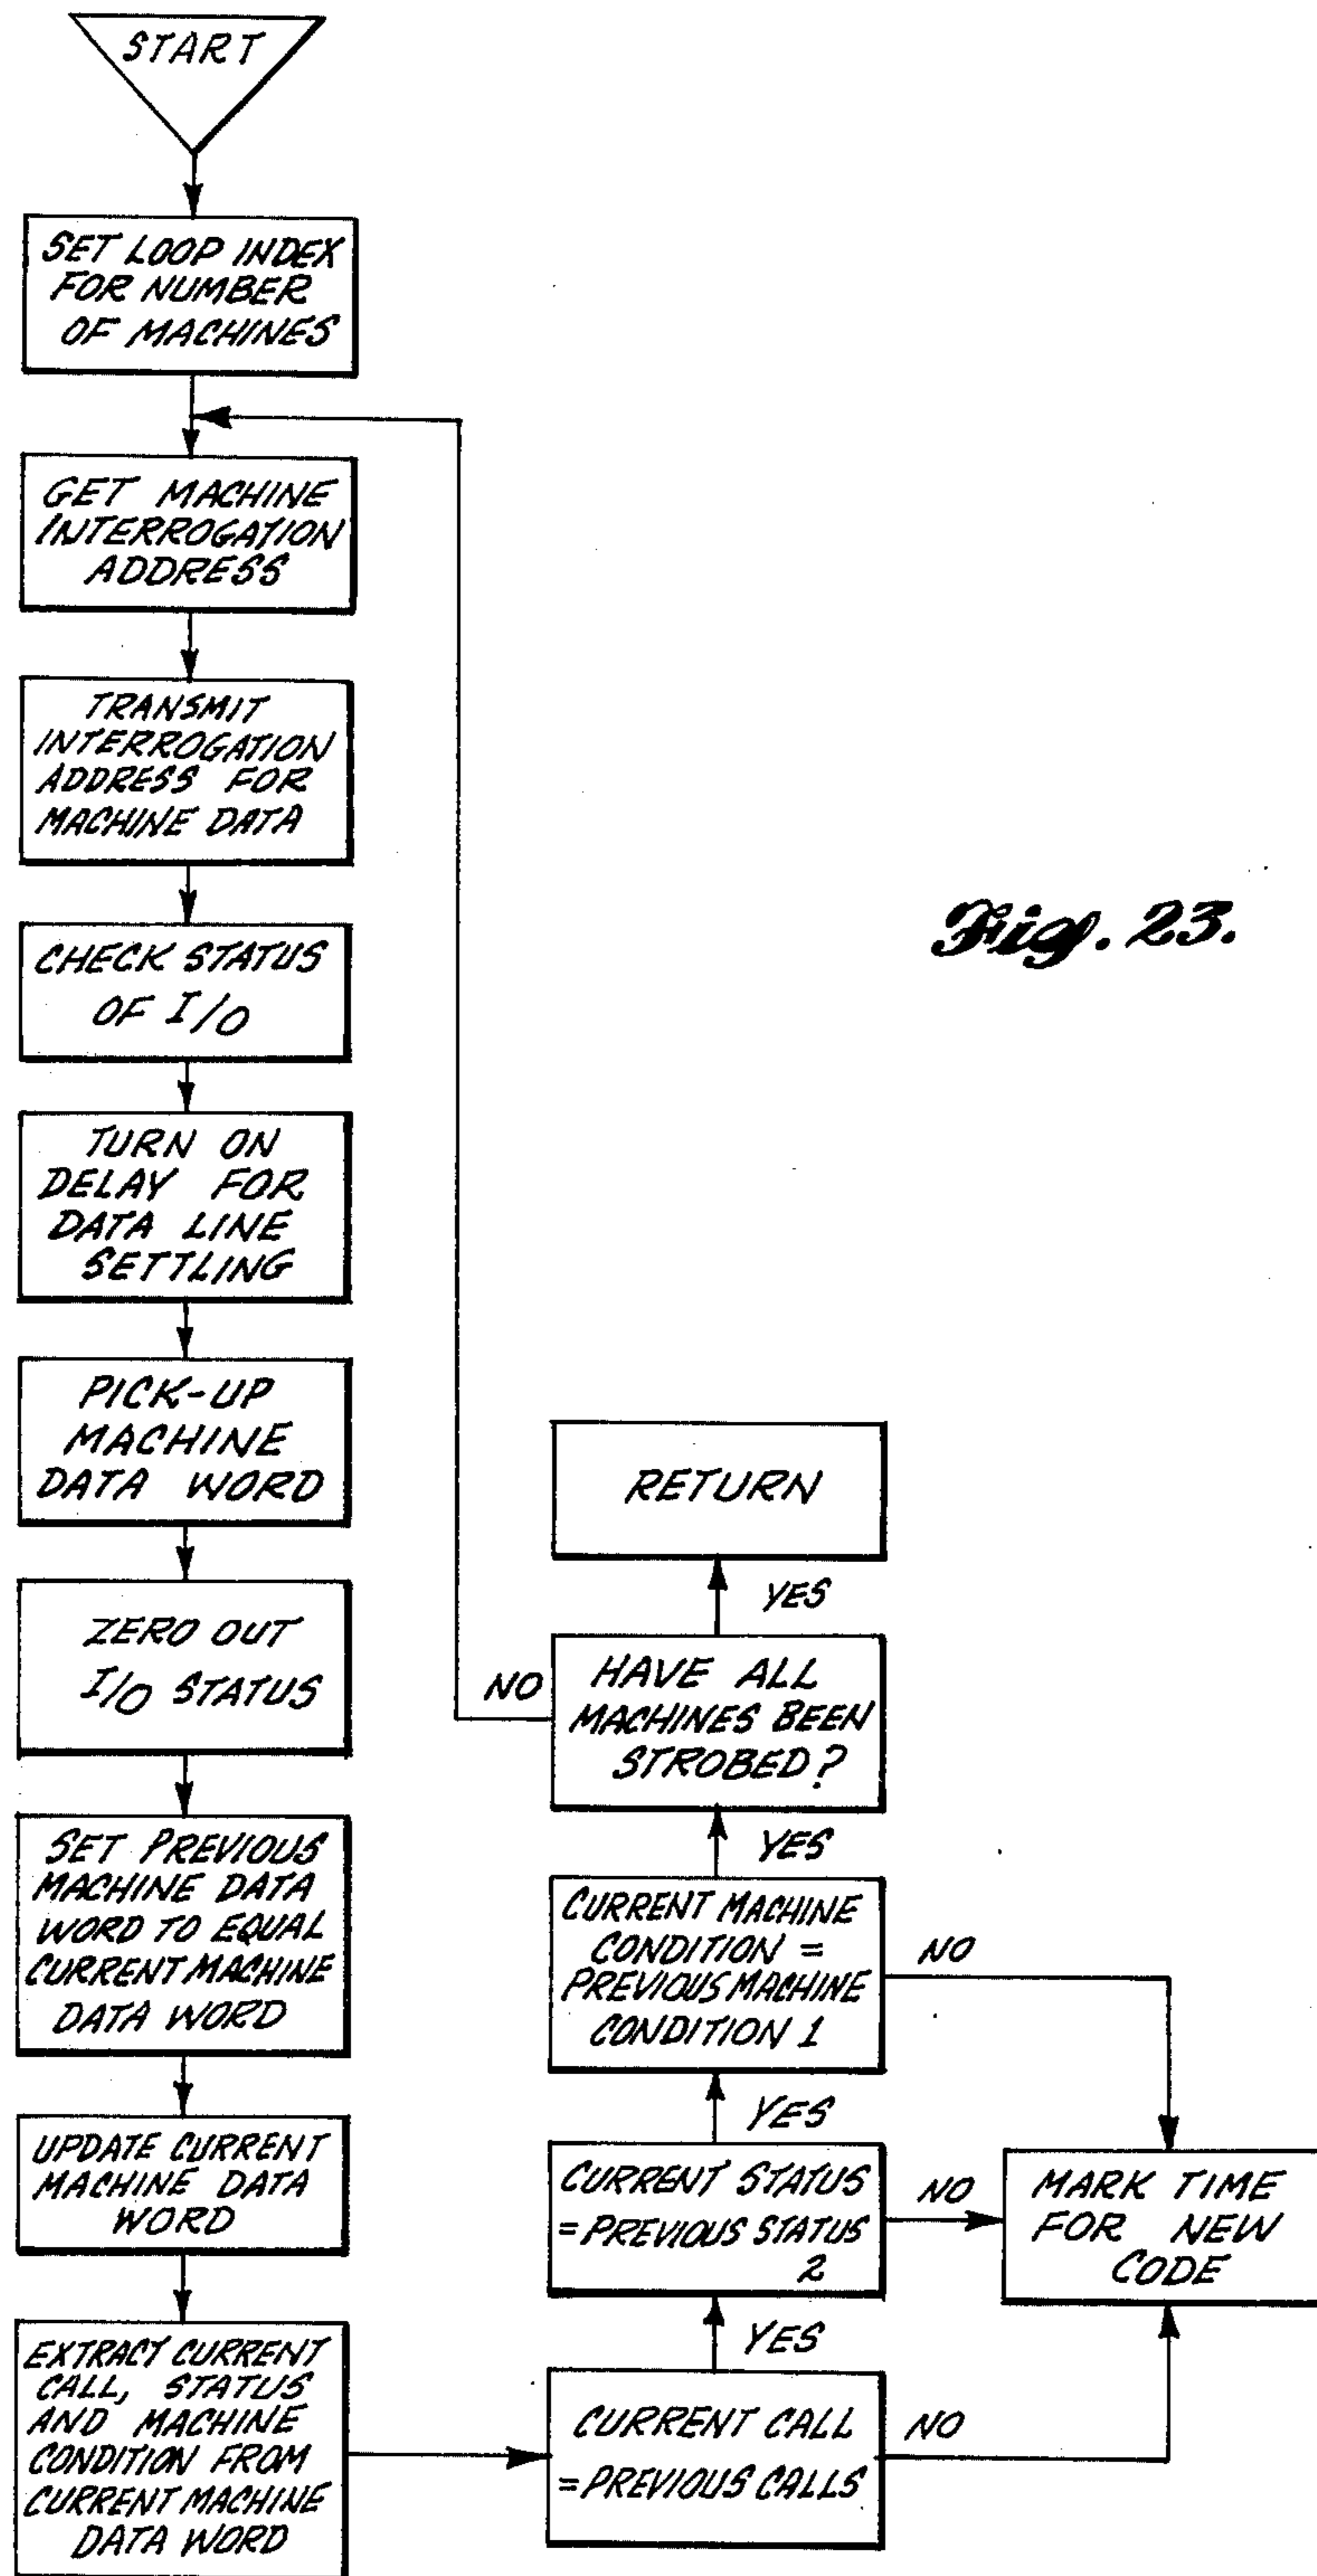 START
SET LOOP INDEX
FOR NUMBER
OF MACHINES
GET MACHINE
INTERROGATION
ADDRESS
TRANSMIT
INTERROGATION
ADDRESS FOR
MACHINE DATA
CHECK STATUS
OF I/O
TURN ON
DELAY FOR
DATA LINE
SETTLING
PICK-UP
MACHINE
DATA WORD
ZERO OUT
I/O STATUS
SET PREVIOUS
MACHINE DATA
WORD TO EQUAL
CURRENT MACHINE
DATA WORD
UPDATE CURRENT
MACHINE DATA
WORD
EXTRACT CURRENT
CALL, STATUS
AND MACHINE
CONDITION FROM
CURRENT MACHINE
DATA WORD
CURRENT CALL
=PREVIOUS CALLS
NO
YES
CURRENT STATUS
=PREVIOUS STATUS
2
NO
YES
CURRENT MACHINE
CONDITION =
PREVIOUS MACHINE
CONDITION 1
NO
YES
HAVE ALL
MACHINES BEEN
STROBED?
NO
YES
RETURN
MARK TIME
FOR NEW
CODE
Fig. 23.